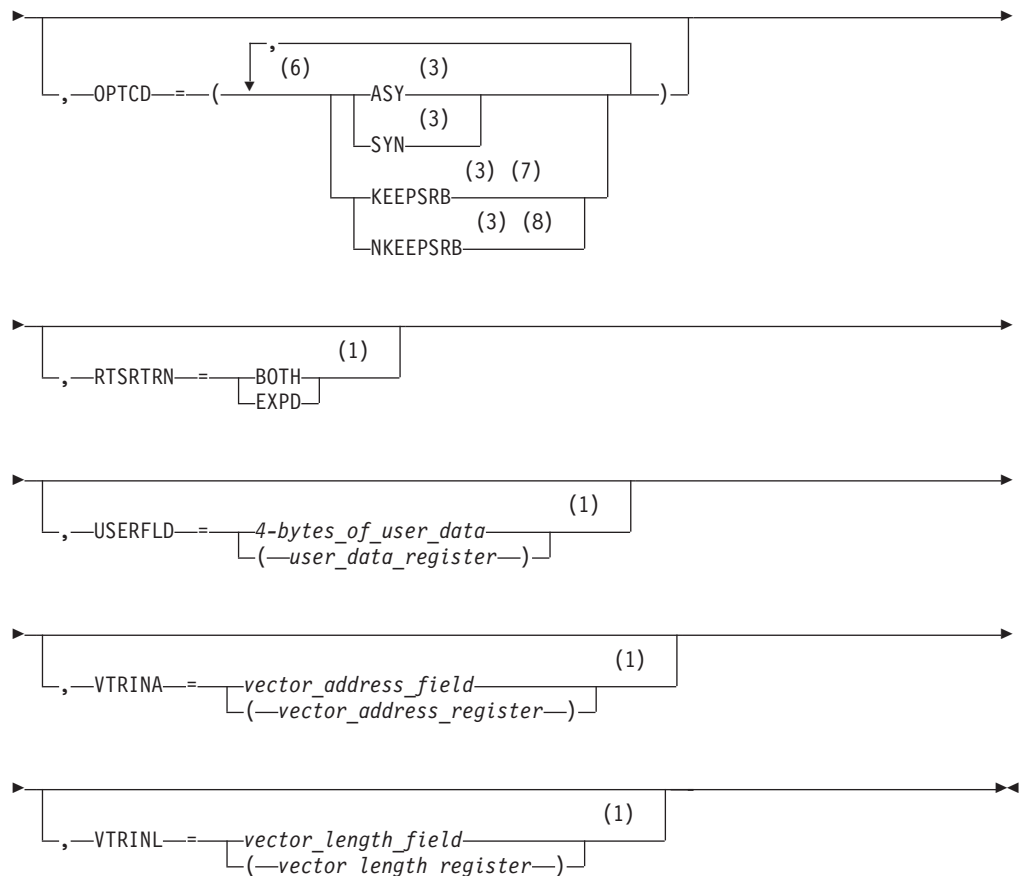 ,
(6) (3)
, OPTCD = ( ASY )
(3)
SYN
(3) (7)
KEEPSRB
(3) (8)
NKEEPSRB
(1)
, RTSRTRN = BOTH
EXPD
(1)
, USERFLD = 4-bytes_of_user_data
( user_data_register )
(1)
, VTRINA = vector_address_field
( vector_address_register )
(1)
, VTRINL = vector_length_field
( vector length register )